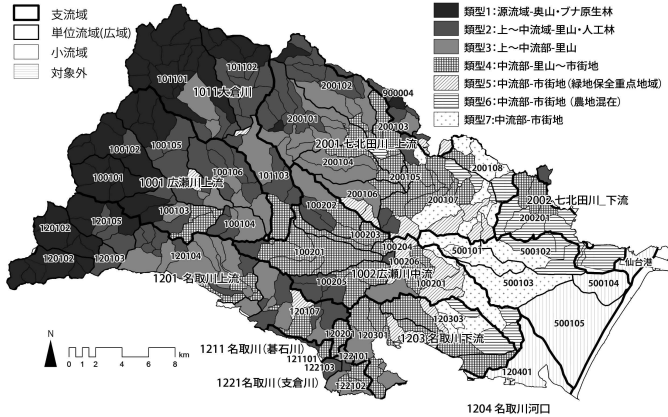 支流域
単位流域(広域)
小流域
対象外
類型1：源流域-奥山・ブナ原生林
類型2：上～中流域-里山・人工林
類型3：上～中流部-里山
類型4：中流部-里山～市街地
類型5：中流部-市街地（緑地保全重点地域）
類型6：中流部-市街地（農地混在）
類型7：中流部-市街地
101102
101101
1011大倉川
200102
900004
200101
200103
2001 七北田川_上流
100102
100105
200104
200108
100101
1001 広瀬川上流
100106
101103
200105
200106
200107
2002 七北田川_下流
200201
100103
100104
100202
120105
120102
100203
100204
500101
500102
仙台港
120102
120103
120104
100201
100206
1201 名取川上流
1002広瀬川中流
100205
100201
500103
500104
120107
120303
500105
120201
120301
1203 名取川下流
1211 名取川（碁石川）
121101
122101
122103
1221名取川（支倉川）
122102
120401
1204 名取川河口
N
0 1 2 4 6 8
km